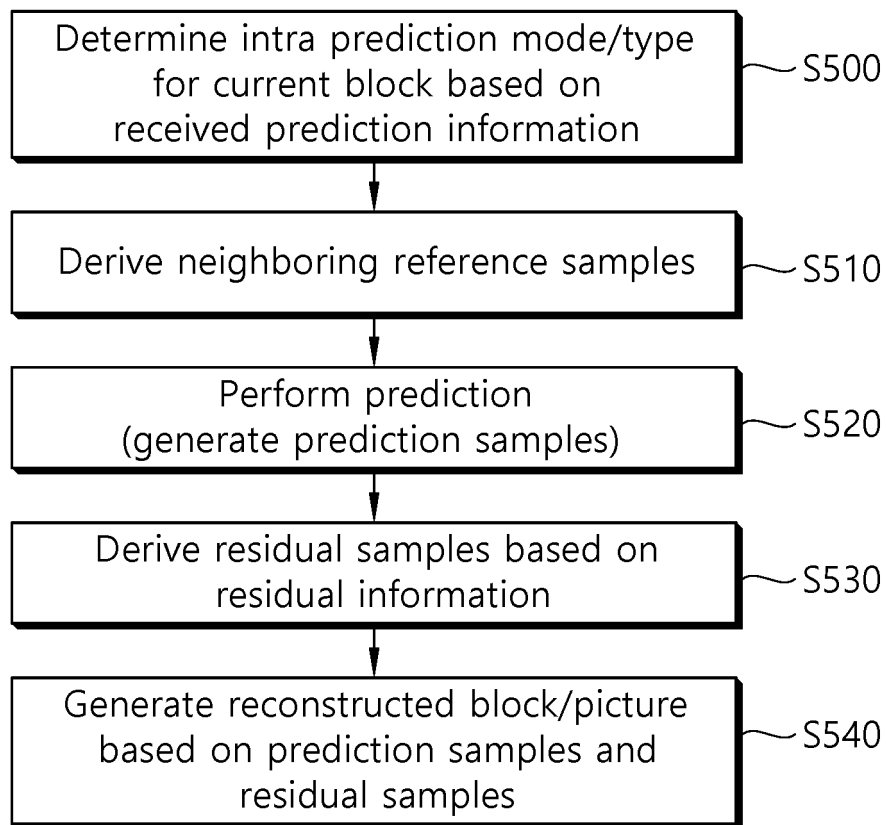 Determine intra prediction mode/type
for current block based on
received prediction information
S500
Derive neighboring reference samples
S510
Perform prediction
(generate prediction samples)
S520
Derive residual samples based on
residual information
S530
Generate reconstructed block/picture
based on prediction samples and
residual samples
S540